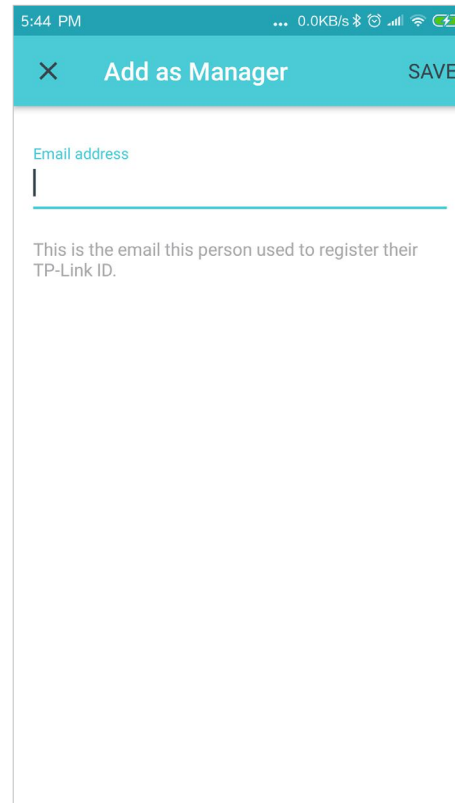 5:44 PM ... 0.0KB/s
Add as Manager SAVE
Email address
This is the email this person used to register their
TP-Link ID.